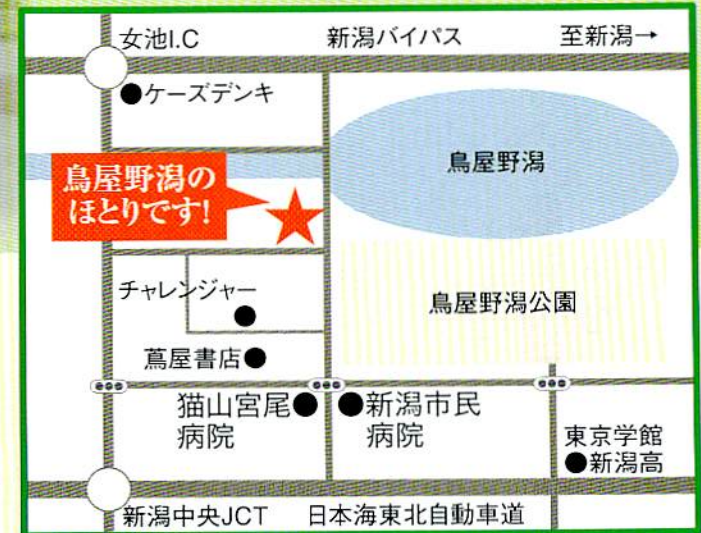 女池I.C
新潟バイパス
至新潟→
●ケーズデンキ
鳥屋野潟
鳥屋野潟の
ほとりです!
チャレンジャー
●
鳥屋野潟公園
蔦屋書店●
猫山宮尾●
病院
●新潟市民
病院
東京学館
●新潟高
新潟中央JCT
日本海東北自動車道